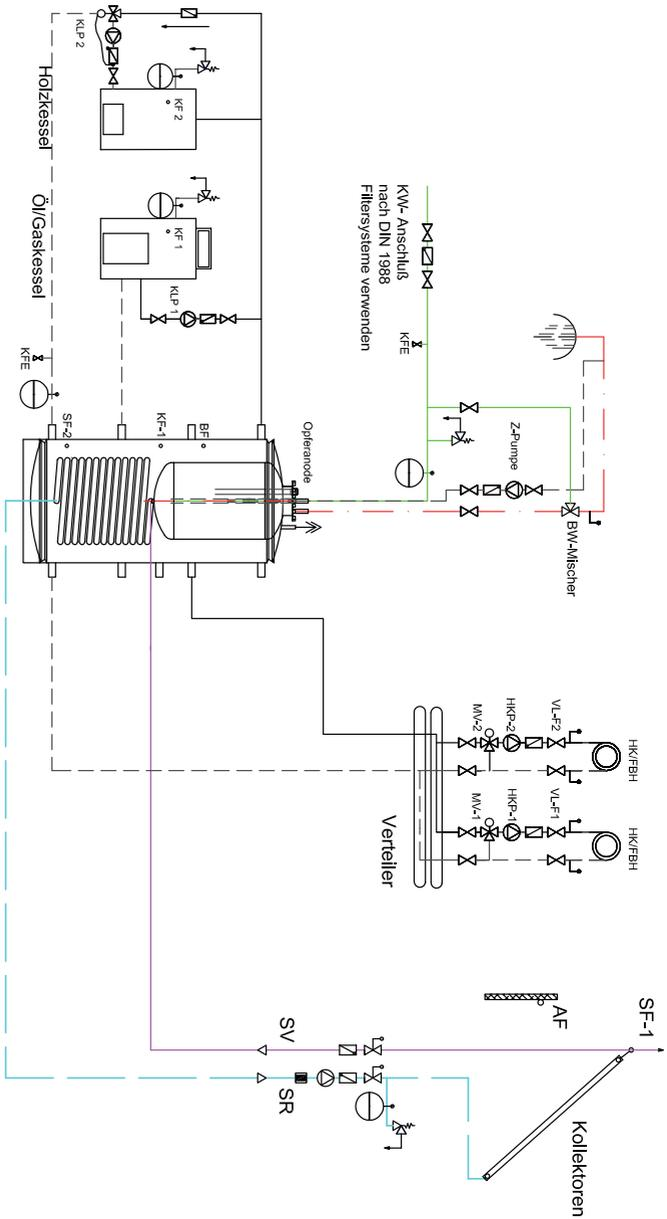 KLP 2
KF 2
Holzkessel
KF 1
KLP 1
Öl/Gaskessel
KFE
KW- Anschluß
nach DIN 1988
Filtersysteme verwenden
KFE
Z-Pumpe
BW-Mischer
Opferanode
BF
KF-1
SF-2
HK/FBH
VL-F2
HKP-2
MV-2
HK/FBH
VL-F1
HKP-1
MV-1
Verteiler
AF
SF-1
Kollektoren
SV
SR